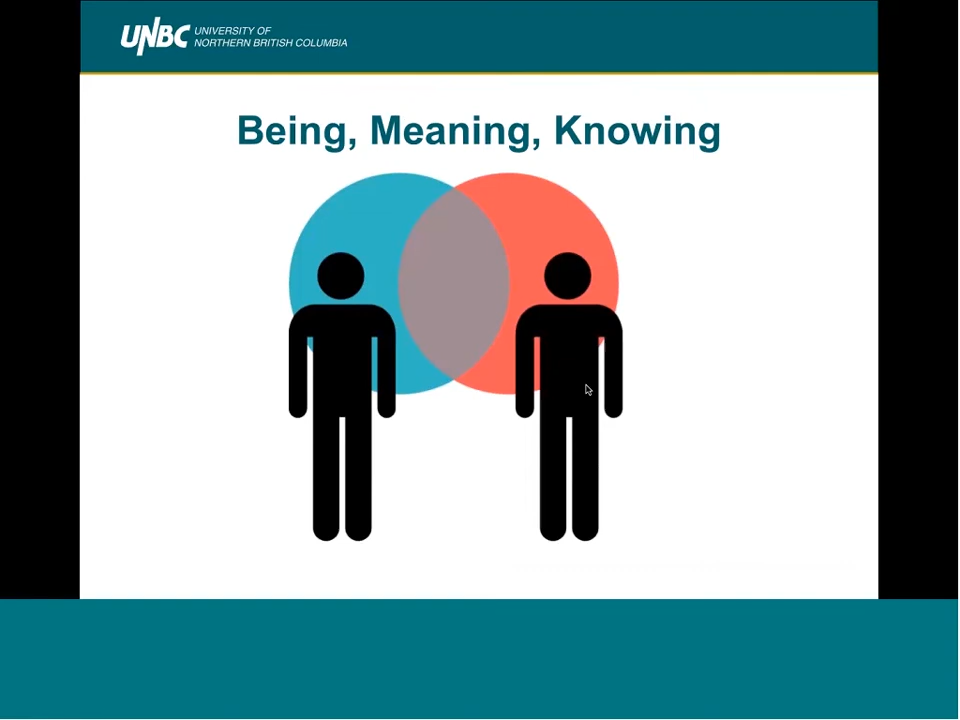 UNBC
UNIVERSITY OF
NORTHERN BRITISH COLUMBIA
Being, Meaning, Knowing